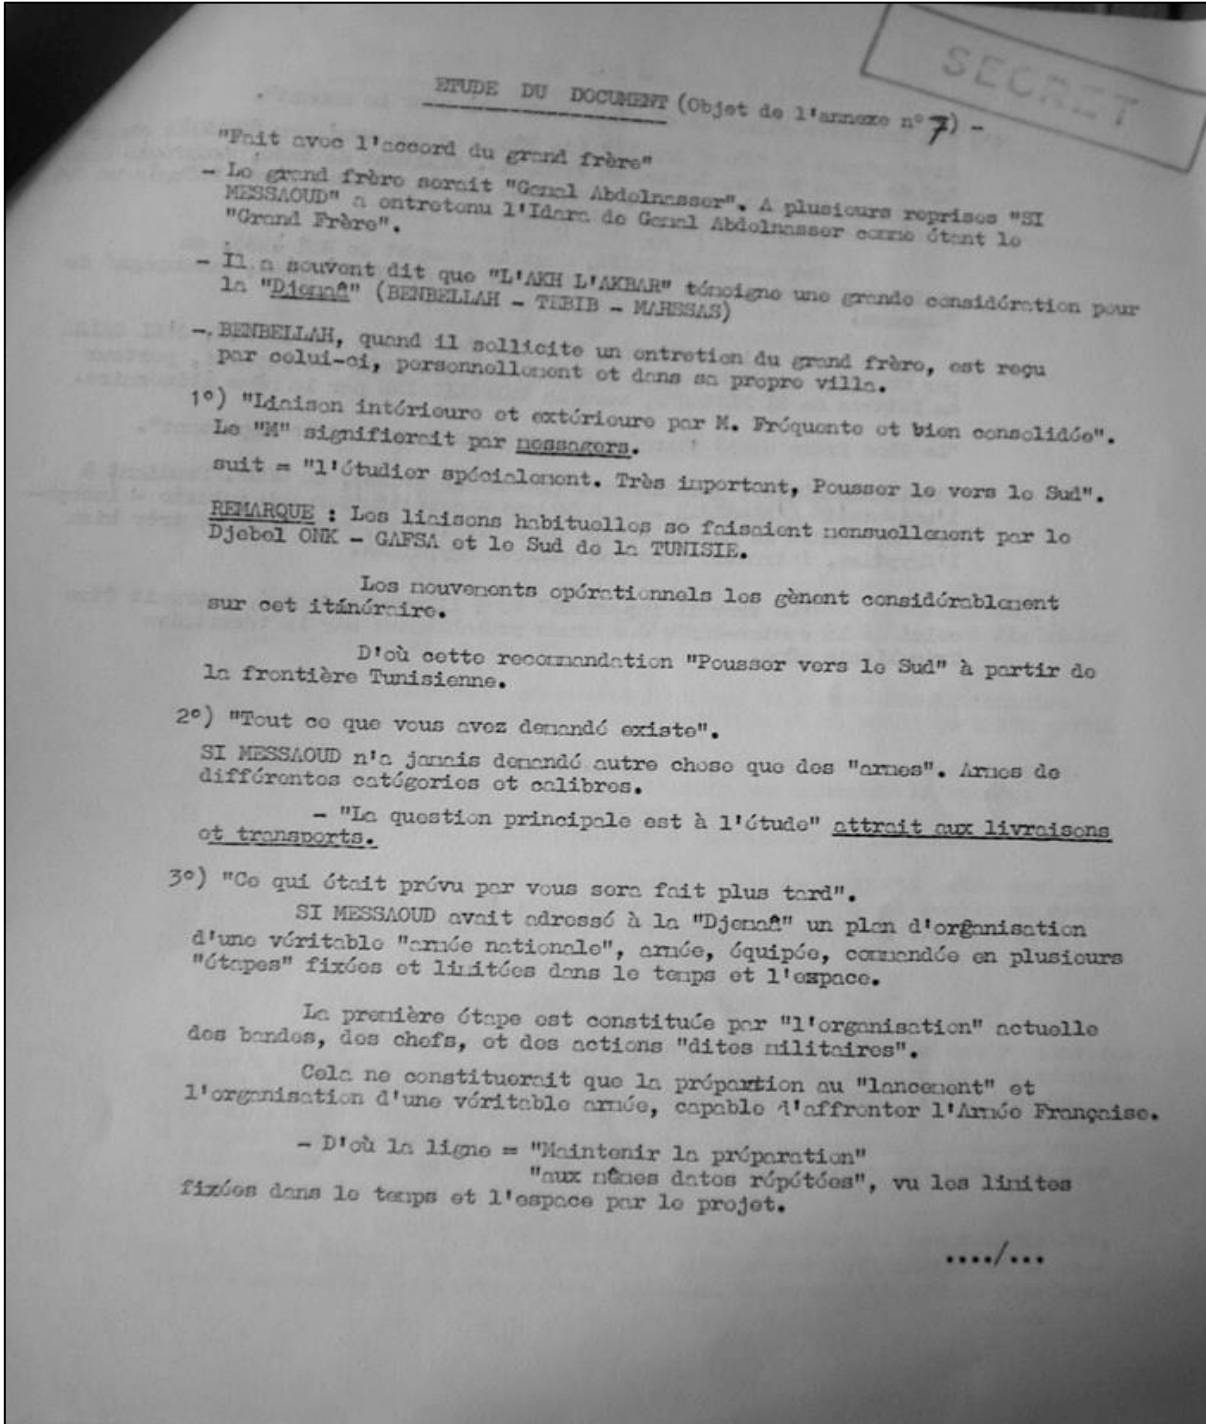 SECRET
ETUDE DU DOCUMENT (Objet de l'annexe n° 7) -
"Fait avec l'accord du grand frère"
- Le grand frère serait "Gamal Abdelnasser". A plusieurs reprises "SI
MESSAOUD" a entretenu l'Idara de Gamal Abdelnasser comme étant le
"Grand Frère".
- Il a souvent dit que "L'AKH L'AKBAR" témoigne une grande considération pour
la "Djemaâ" (BENBELLAH - TEBIB - MAHSSAS)
-. BENBELLAH, quand il sollicite un entretien du grand frère, est reçu
par celui-ci, personnellement et dans sa propre villa.
1°) "Liaison intérieure et extérieure par M. Fréquente et bien consolidée".
Le "M" signifierait par messagers.
suit = "l'étudier spécialement. Très important, Pousser le vers le Sud".
REMARQUE : Les liaisons habituelles se faisaient mensuellement par le
Djebel ONK - GAFSA et le Sud de la TUNISIE.
Les mouvements opérationnels les gènent considérablement
sur cet itinéraire.
D'où cette recommandation "Pousser vers le Sud" à partir de
la frontière Tunisienne.
2°) "Tout ce que vous avez demandé existe".
SI MESSAOUD n'a jamais demandé autre chose que des "armes". Armes de
différentes catégories et calibres.
- "La question principale est à l'étude" attrait aux livraisons
et transports.
3°) "Ce qui était prévu par vous sera fait plus tard".
SI MESSAOUD avait adressé à la "Djemaâ" un plan d'organisation
d'une véritable "armée nationale", armée, équipée, commandée en plusieurs
"étapes" fixées et limitées dans le temps et l'espace.
La première étape est constituée par "l'organisation" actuelle
des bandes, des chefs, et des actions "dites militaires".
Cela ne constituerait que la prépartion au "lancement" et
l'organisation d'une véritable armée, capable d'affronter l'Armée Française.
- D'où la ligne = "Maintenir la préparation"
"aux mêmes dates répétées", vu les limites
fixées dans le temps et l'espace par le projet.
..../...